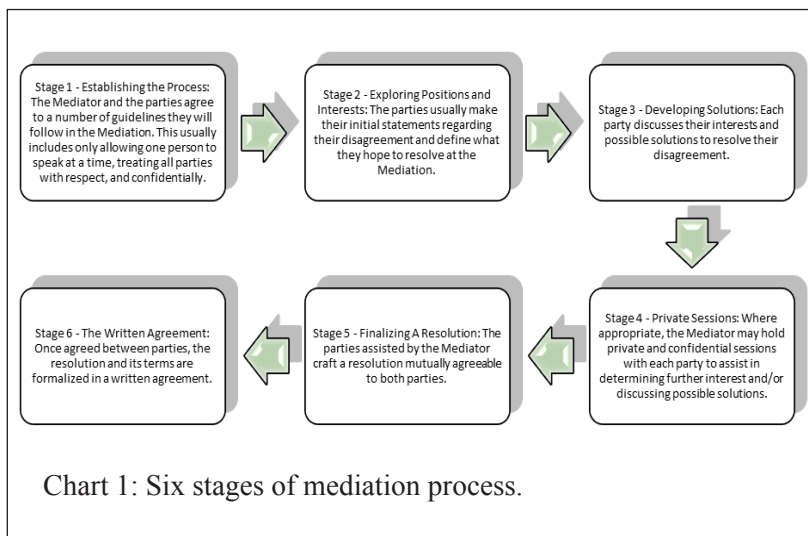 Stage 1 - Establishing the Process:
The Mediator and the parties agree
to a number of guidelines they will
follow in the Mediation. This usually
includes only allowing one person to
speak at a time, treating all parties
with respect, and confidentially.
Stage 2 - Exploring Positions and
Interests: The parties usually make
their initial statements regarding
their disagreement and define what
they hope to resolve at the
Mediation.
Stage 3 - Developing Solutions: Each
party discusses their interests and
possible solutions to resolve their
disagreement.
Stage 4 - Private Sessions: Where
appropriate, the Mediator may hold
private and confidential sessions
with each party to assist in
determining further interest and/or
discussing possible solutions.
Stage 5 - Finalizing A Resolution: The
parties assisted by the Mediator
craft a resolution mutually agreeable
to both parties.
Stage 6 - The Written Agreement:
Once agreed between parties, the
resolution and its terms are
formalized in a written agreement.
Chart 1: Six stages of mediation process.